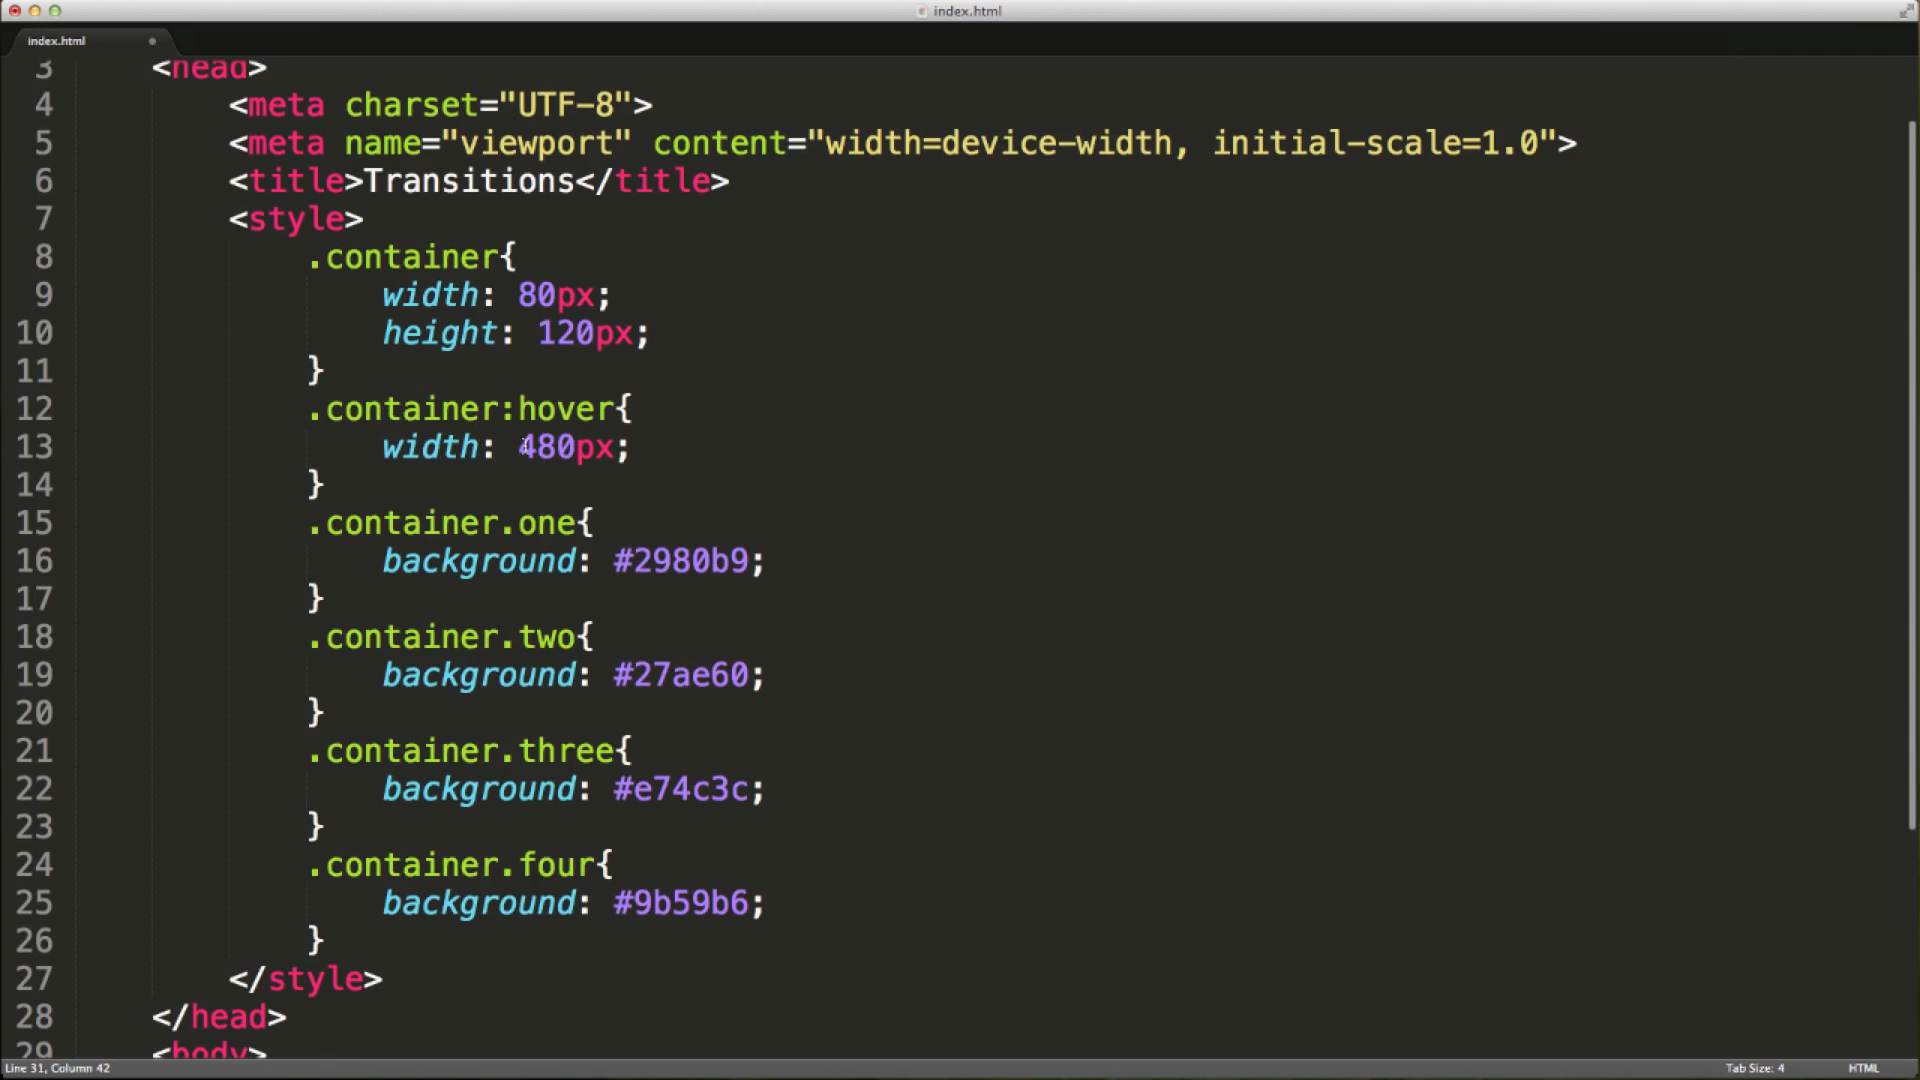 index.html
index.html
3 <head>
4 <meta charset="UTF-8">
5 <meta name="viewport" content="width=device-width, initial-scale=1.0">
6 <title>Transitions</title>
7 <style>
8 .container{
9 width: 80px;
10 height: 120px;
11 }
12 .container:hover{
13 width: 480px;
14 }
15 .container.one{
16 background: #2980b9;
17 }
18 .container.two{
19 background: #27ae60;
20 }
21 .container.three{
22 background: #e74c3c;
23 }
24 .container.four{
25 background: #9b59b6;
26 }
27 </style>
28 </head>
29 <body>
Line 31, Column 42 Tab Size: 4 HTML